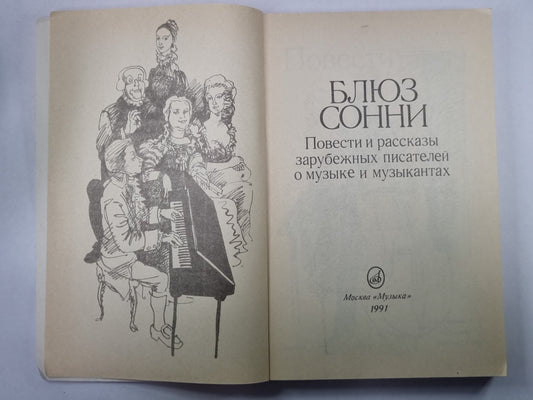 БЛЮЗ
СОННИ
Повести и рассказы
зарубежных писателей
о музыке и музыкантах
Москва «Музыка»
1991